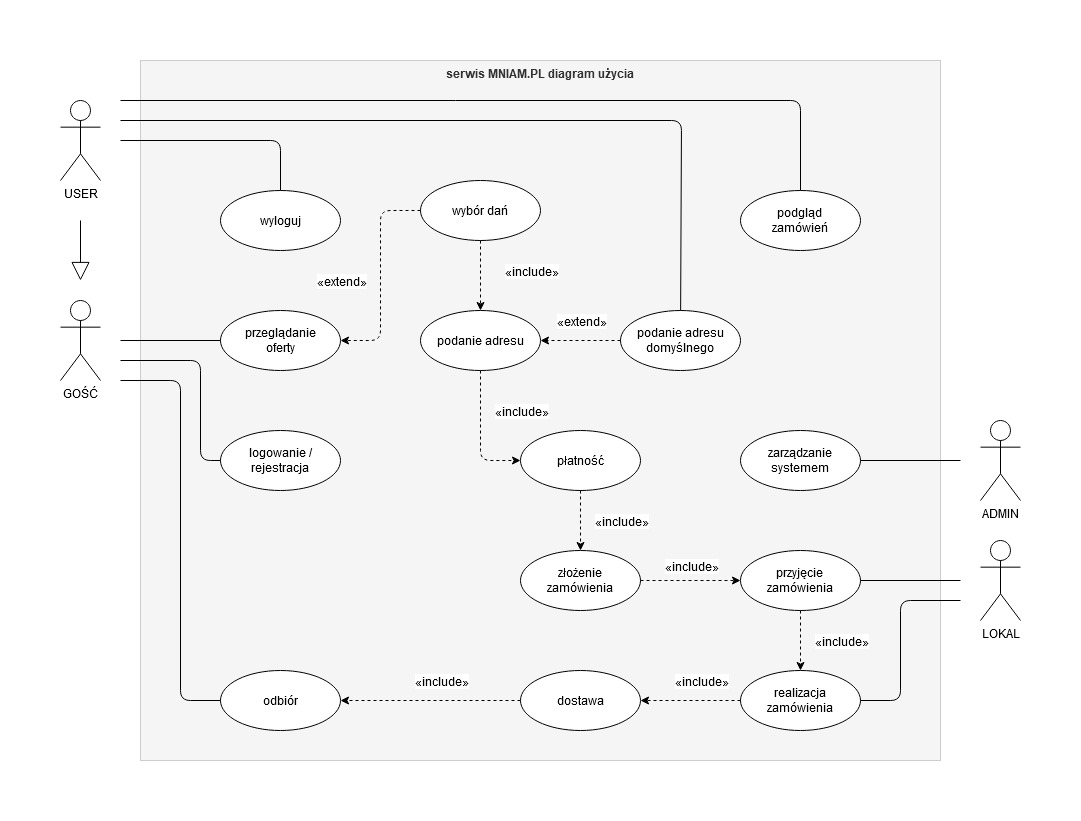 serwis MNIAM.PL diagram użycia
USER
wyloguj
wybór dań
podgląd
zamówień
«include»
«extend»
przeglądanie
oferty
podanie adresu
«extend»
podanie adresu
domyślnego
GOŚĆ
«include»
logowanie /
rejestracja
płatność
zarządzanie
systemem
ADMIN
«include»
złożenie
zamówienia
«include»
przyjęcie
zamówienia
LOKAL
«include»
odbiór
«include»
dostawa
«include»
realizacja
zamówienia